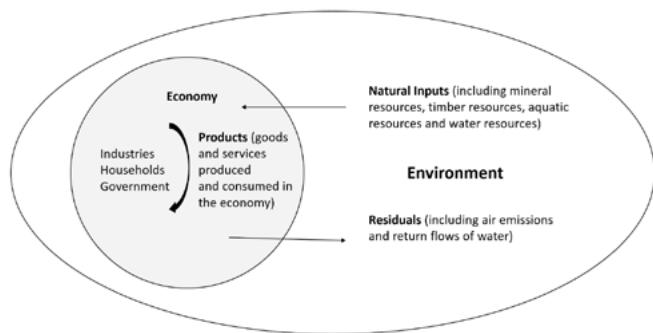 Economy
Industries
Households
Government
Products (goods
and services
produced
and consumed in
the economy)
Natural Inputs (including mineral
resources, timber resources, aquatic
resources and water resources)
Environment
Residuals (including air emissions
and return flows of water)